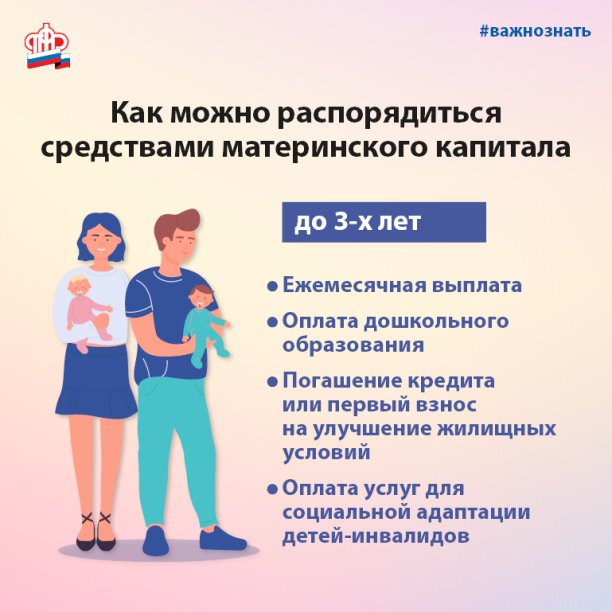 #важнознать
Как можно распорядиться
средствами материнского капитала
до 3-х лет
Ежемесячная выплата
Оплата дошкольного
образования
Погашение кредита
или первый взнос
на улучшение жилищных
условий
Оплата услуг для
социальной адаптации
детей-инвалидов